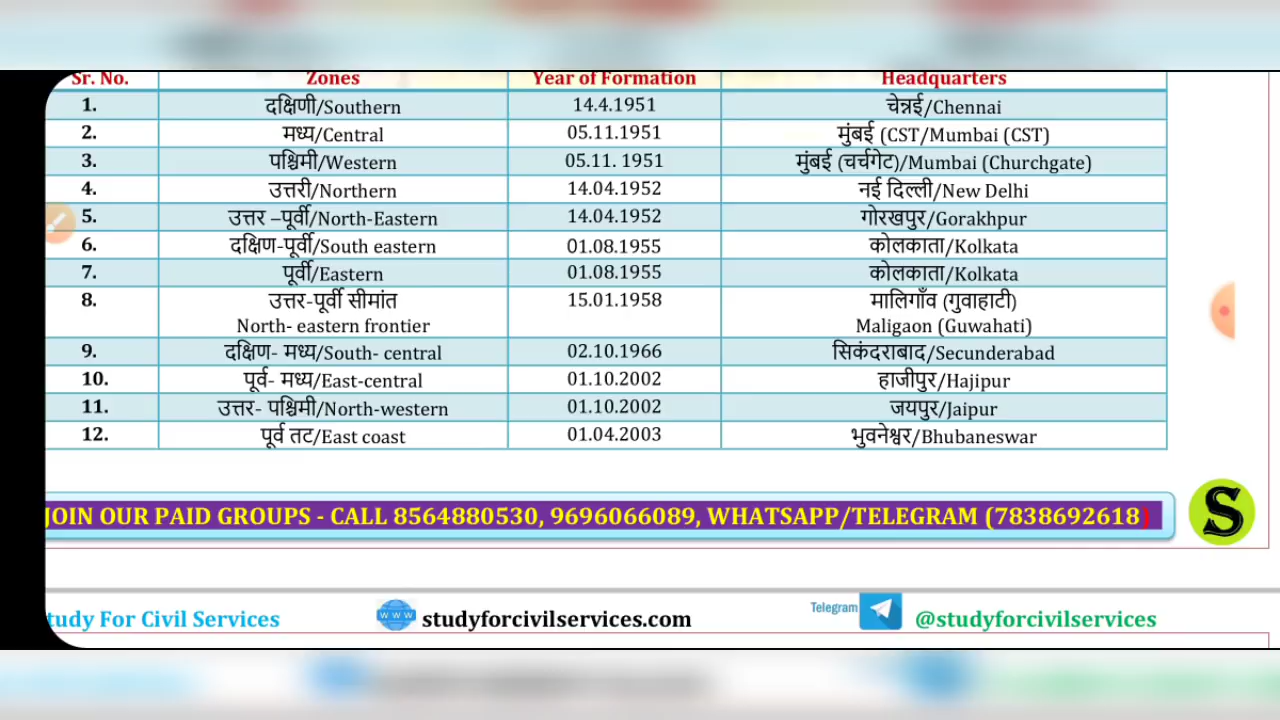 Sr. No. Zones Year of Formation Headquarters
1. दक्षिणी/Southern 14.4.1951 चेन्नई/Chennai
2. मध्य/Central 05.11.1951 मुंबई (CST/Mumbai (CST)
3. पश्चिमी/Western 05.11. 1951 मुंबई (चर्चगेट)/Mumbai (Churchgate)
4. उत्तरी/Northern 14.04.1952 नई दिल्ली/New Delhi
5. उत्तर –पूर्वी/North-Eastern 14.04.1952 गोरखपुर/Gorakhpur
6. दक्षिण-पूर्वी/South eastern 01.08.1955 कोलकाता/Kolkata
7. पूर्वी/Eastern 01.08.1955 कोलकाता/Kolkata
8. उत्तर-पूर्वी सीमांत 15.01.1958 मालिगाँव (गुवाहाटी)
North- eastern frontier Maligaon (Guwahati)
9. दक्षिण- मध्य/South- central 02.10.1966 सिकंदराबाद/Secunderabad
10. पूर्व- मध्य/East-central 01.10.2002 हाजीपुर/Hajipur
11. उत्तर- पश्चिमी/North-western 01.10.2002 जयपुर/Jaipur
12. पूर्व तट/East coast 01.04.2003 भुवनेश्वर/Bhubaneswar
JOIN OUR PAID GROUPS - CALL 8564880530, 9696066089, WHATSAPP/TELEGRAM (7838692618)
S
tudy For Civil Services www studyforcivilservices.com Telegram @studyforcivilservices